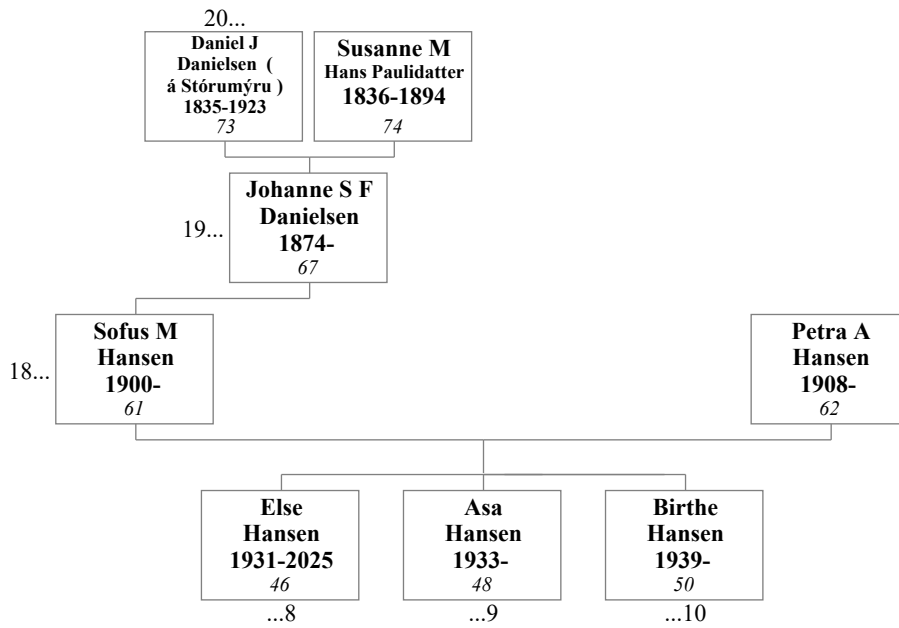 20...
Daniel J
Danielsen (
á Stórumýru )
1835-1923
73
Susanne M
Hans Paulidatter
1836-1894
74
19...
Johanne S F
Danielsen
1874-
67
18...
Sofus M
Hansen
1900-
61
Petra A
Hansen
1908-
62
Else
Hansen
1931-2025
46
...8
Asa
Hansen
1933-
48
...9
Birthe
Hansen
1939-
50
...10